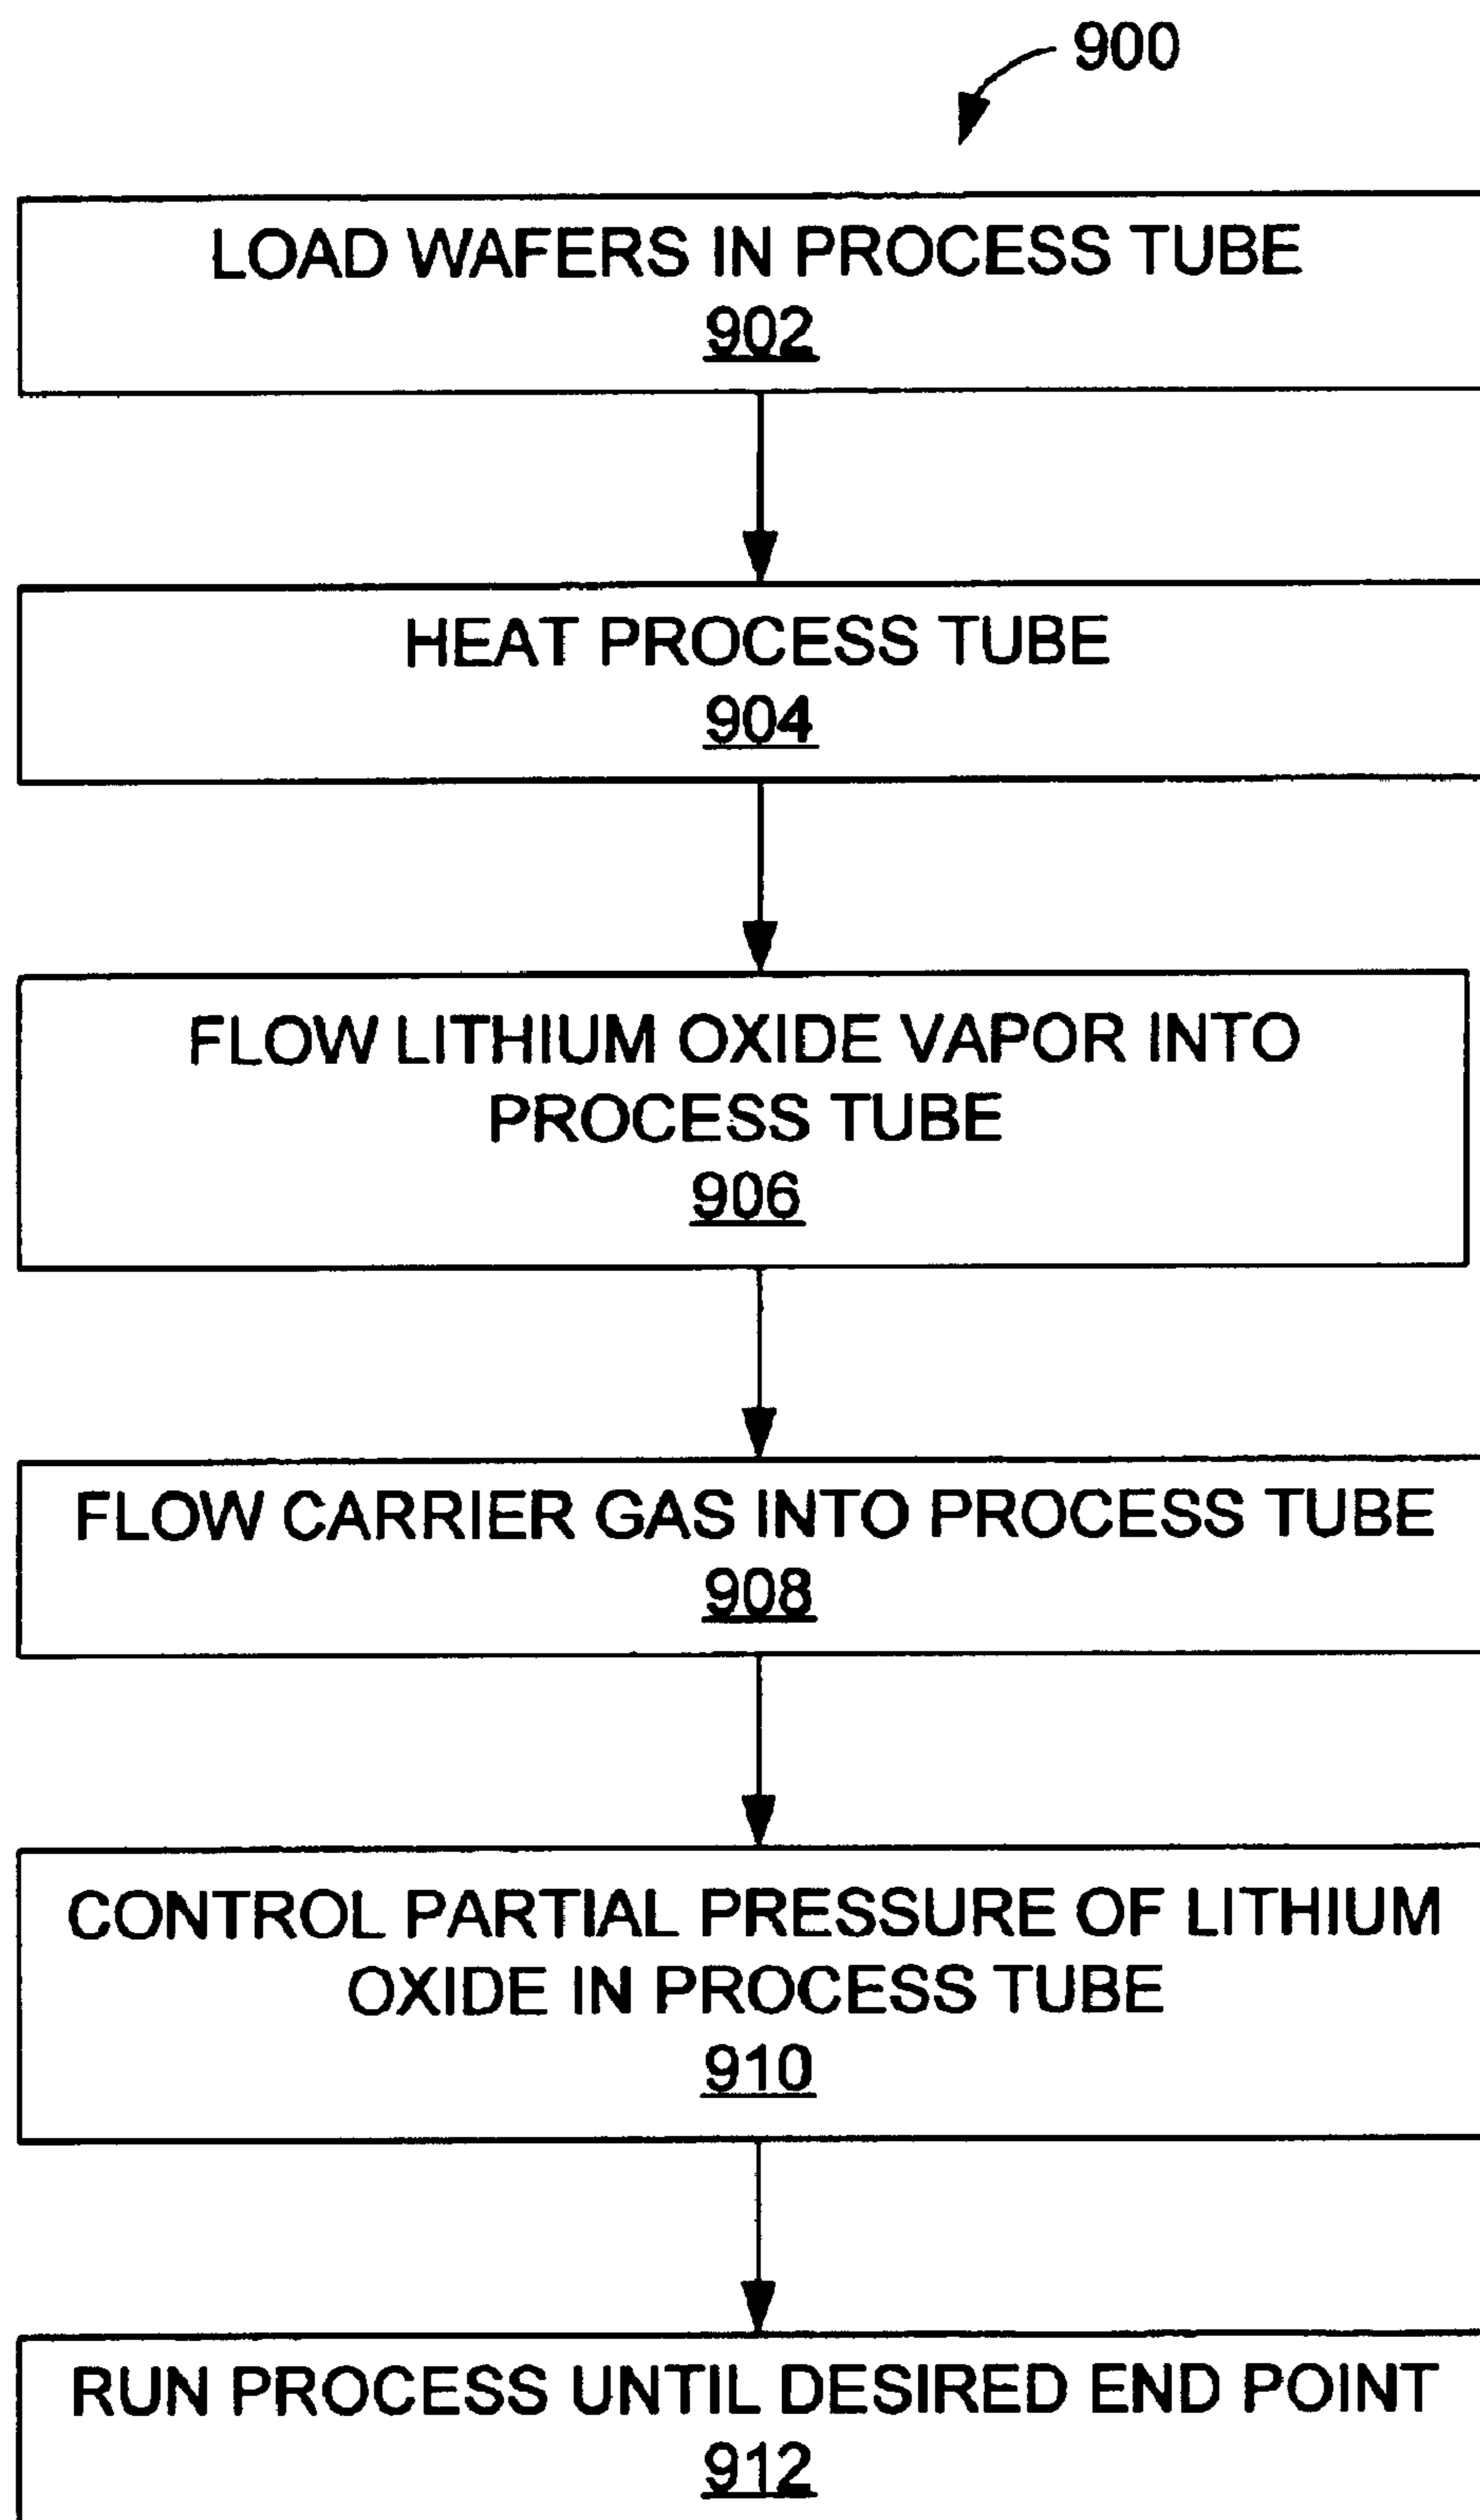 900
LOAD WAFERS IN PROCESS TUBE
902
HEAT PROCESS TUBE
904
FLOW LITHIUM OXIDE VAPOR INTO
PROCESS TUBE
906
FLOW CARRIER GAS INTO PROCESS TUBE
908
CONTROL PARTIAL PRESSURE OF LITHIUM
OXIDE IN PROCESS TUBE
910
RUN PROCESS UNTIL DESIRED END POINT
912